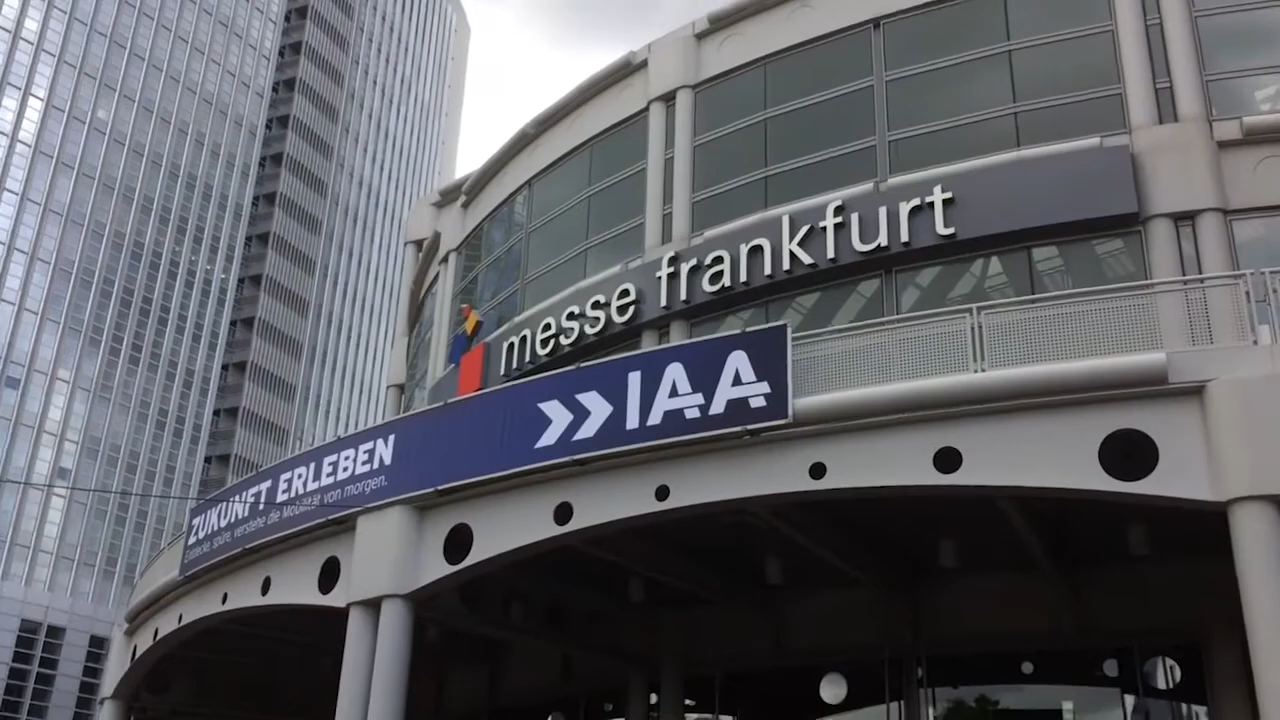 messe frankfurt
>>IAA
ZUKUNFT ERLEBEN
Entdecke, spüre, verstehe die Mobilität von morgen.